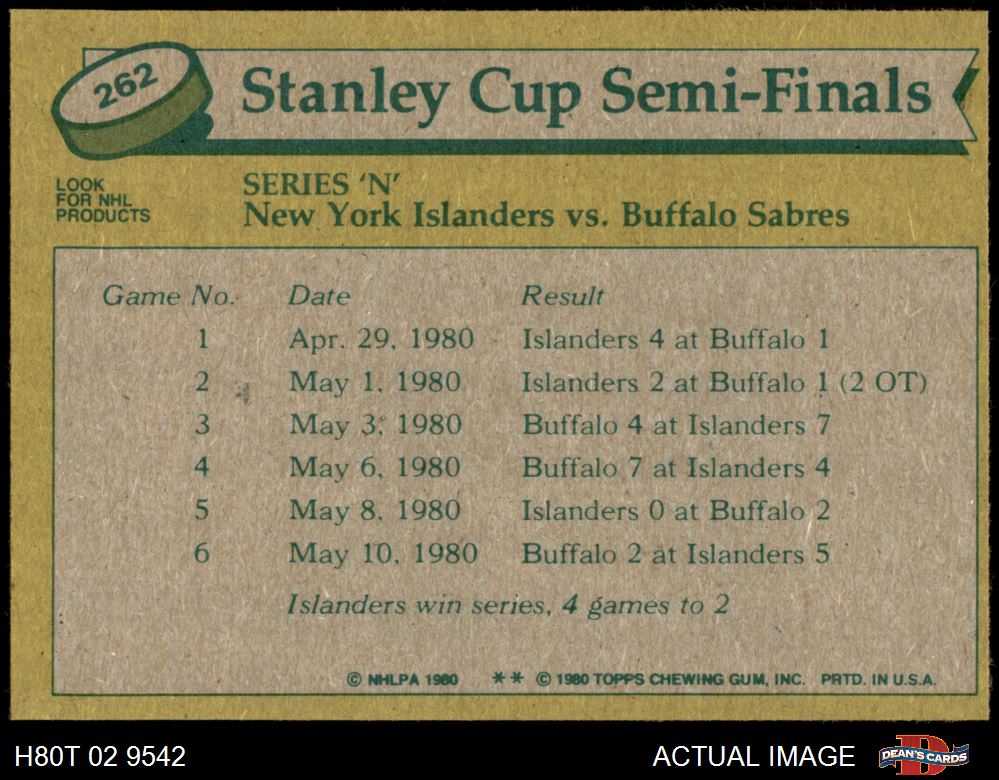 262
Stanley Cup Semi-Finals
LOOK
FOR NHL
PRODUCTS
SERIES ‘N’
New York Islanders vs. Buffalo Sabres
Game No. Date Result
1 Apr. 29, 1980 Islanders 4 at Buffalo 1
2 May 1, 1980 Islanders 2 at Buffalo 1 (2 OT)
3 May 3, 1980 Buffalo 4 at Islanders 7
4 May 6, 1980 Buffalo 7 at Islanders 4
5 May 8, 1980 Islanders 0 at Buffalo 2
6 May 10, 1980 Buffalo 2 at Islanders 5
Islanders win series, 4 games to 2
© NHLPA 1980 ** © 1980 TOPPS CHEWING GUM, INC. PRTD. IN U.S.A.
H80T 02 9542 ACTUAL IMAGE D DEAN'S CARDS